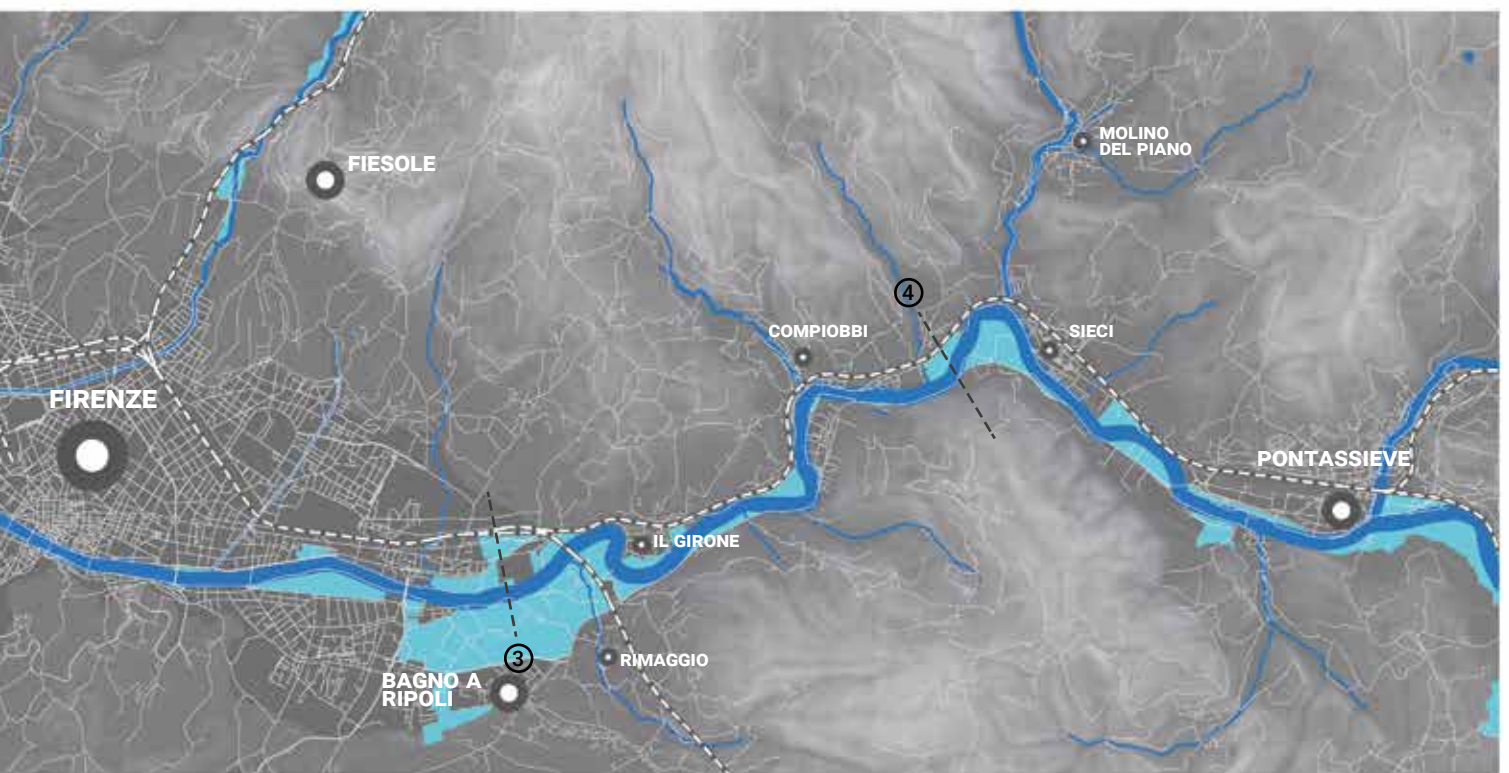 MOLINO
DEL PIANO
FIESOLE
4
COMPIOBBI
SIECI
FIRENZE
PONTASSIEVE
IL GIRONE
3
RIMAGGIO
BAGNO A
RIPOLI